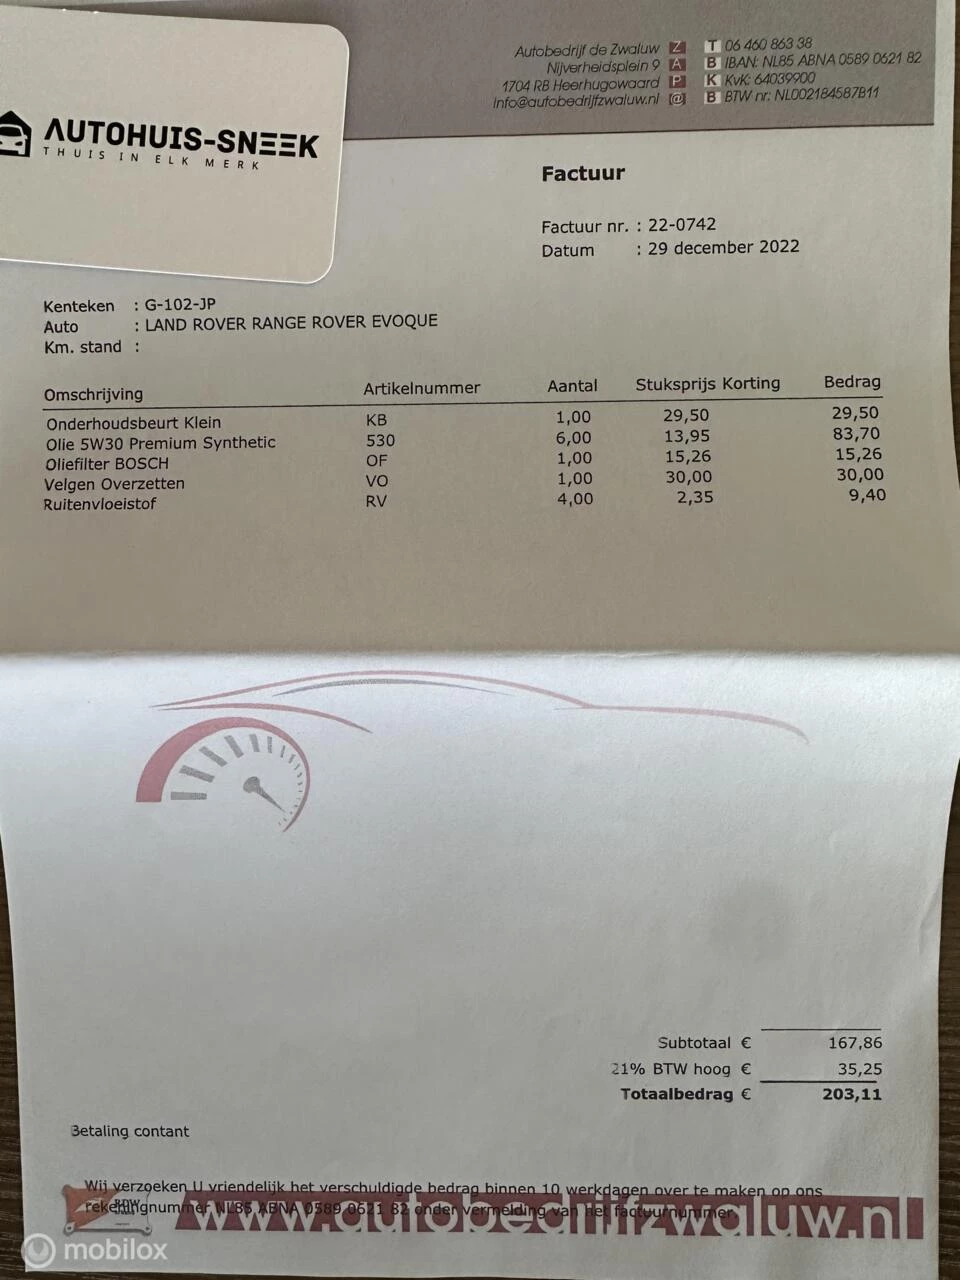 AUTOHUIS-SNEEK
THUIS IN ELK MERK
Autobedrijf de Zwaluw Z T 06 460 863 38
Nijverheidsplein 9 A B IBAN: NL85 ABNA 0589 0621 82
1704 RB Heerhugowaard P K KvK: 64039900
info@autobedrijfzwaluw.nl @ B BTW nr: NL002184587B11
Factuur
Factuur nr. : 22-0742
Datum : 29 december 2022
Kenteken : G-102-JP
Auto : LAND ROVER RANGE ROVER EVOQUE
Km. stand :
Omschrijving Artikelnummer Aantal Stuksprijs Korting Bedrag
Onderhoudsbeurt Klein KB 1,00 29,50 29,50
Olie 5W30 Premium Synthetic 530 6,00 13,95 83,70
Oliefilter BOSCH OF 1,00 15,26 15,26
Velgen Overzetten VO 1,00 30,00 30,00
Ruitenvloeistof RV 4,00 2,35 9,40
Subtotaal € 167,86
21% BTW hoog € 35,25
Totaalbedrag € 203,11
Betaling contant
Wij verzoeken U vriendelijk het verschuldigde bedrag binnen 10 werkdagen over te maken op ons
rekeningnummer NL85 ABNA 0589 0621 82 onder vermelding van het factuurnummer.
RDW
www.autobedrijfzwaluw.nl
mobilox